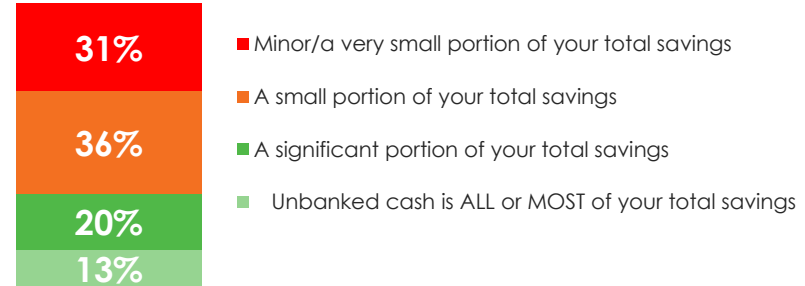 31%
Minor/a very small portion of your total savings
36%
A small portion of your total savings
A significant portion of your total savings
20%
Unbanked cash is ALL or MOST of your total savings
13%